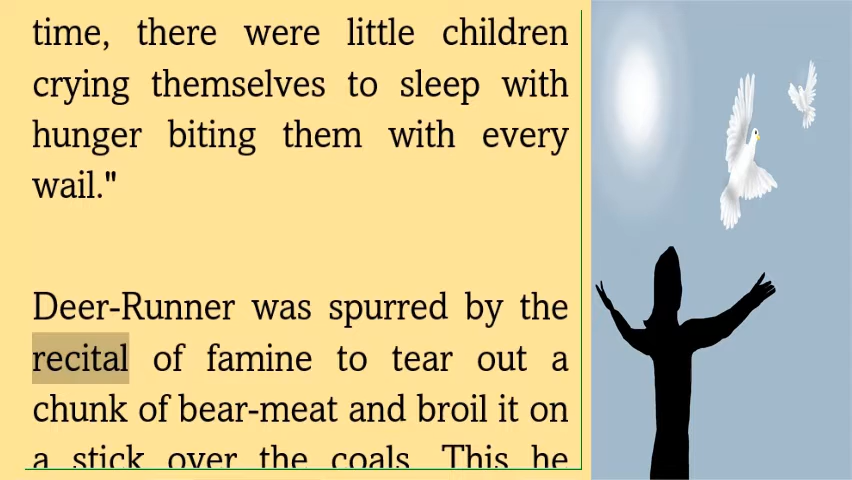 time, there were little children
crying themselves to sleep with
hunger biting them with every
wail."
Deer-Runner was spurred by the
recital of famine to tear out a
chunk of bear-meat and broil it on
a stick over the coals. This he